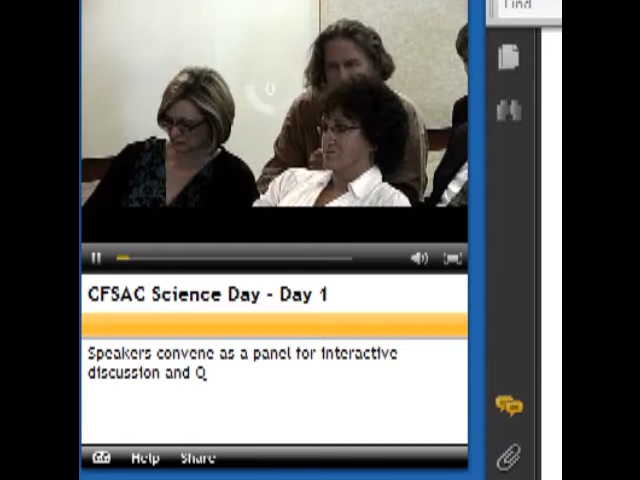 Find
CFSAC Science Day - Day 1
Speakers convene as a panel for interactive
discussion and Q
Help Share